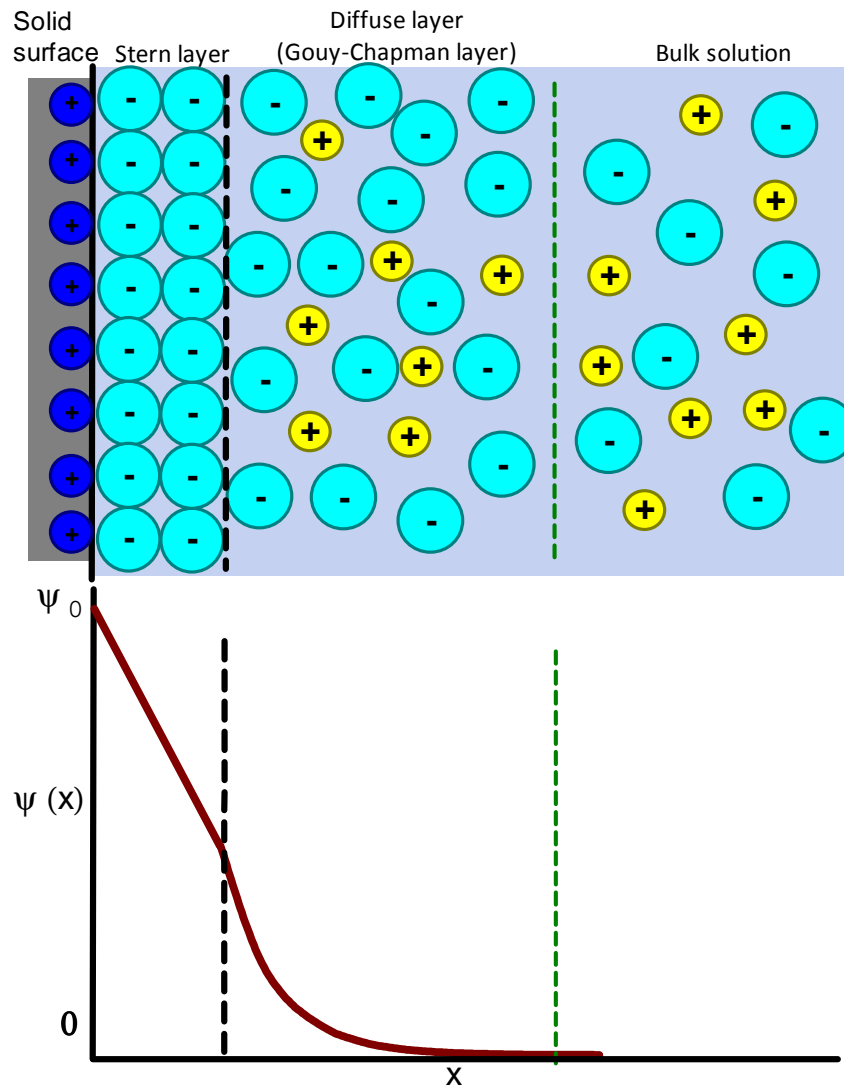 Solid
surface
Stern layer
Diffuse layer
(Gouy-Chapman layer)
Bulk solution
+ - - - - - + - -
+ - - + - - - - +
+ - - - - + + - +
+ - - - + - + + -
+ - - + - - + - + -
+ - - - + + - + + -
+ - - - - - - + -
+ - -
ψ 0
ψ (x)
0
x